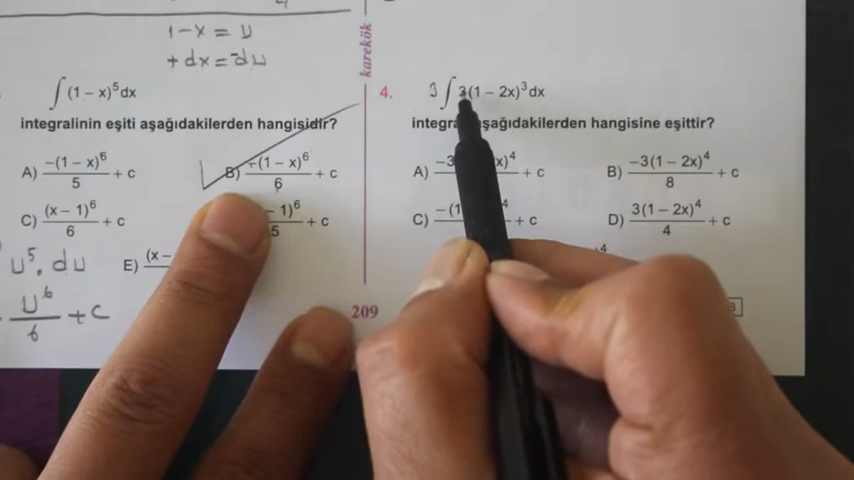 1 - x = u
+ dx = -du
karekök
∫ (1 - x)⁵dx
integralinin eşiti aşağıdakilerden hangisidir?
A) -(1 - x)⁶/5 + c
B) -(1 - x)⁶/6 + c
C) (x - 1)⁶/6 + c
- 1)⁶/5 + c
E) (x -
u⁵ . du
u⁶/6 + c
209
4.
3 ∫ 3(1 - 2x)³dx
aşağıdakilerden hangisine eşittir?
A) -3 x)⁴ + c
B) -3(1 - 2x)⁴/8 + c
C) -(1 4 + c
D) 3(1 - 2x)⁴/4 + c